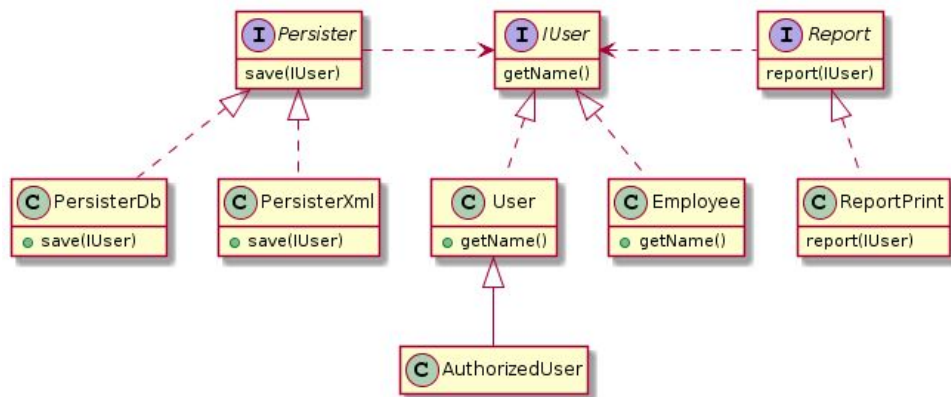 I Persister
save(IUser)
I IUser
getName()
I Report
report(IUser)
C PersisterDb
save(IUser)
C PersisterXml
save(IUser)
C User
getName()
C Employee
getName()
C ReportPrint
report(IUser)
C AuthorizedUser